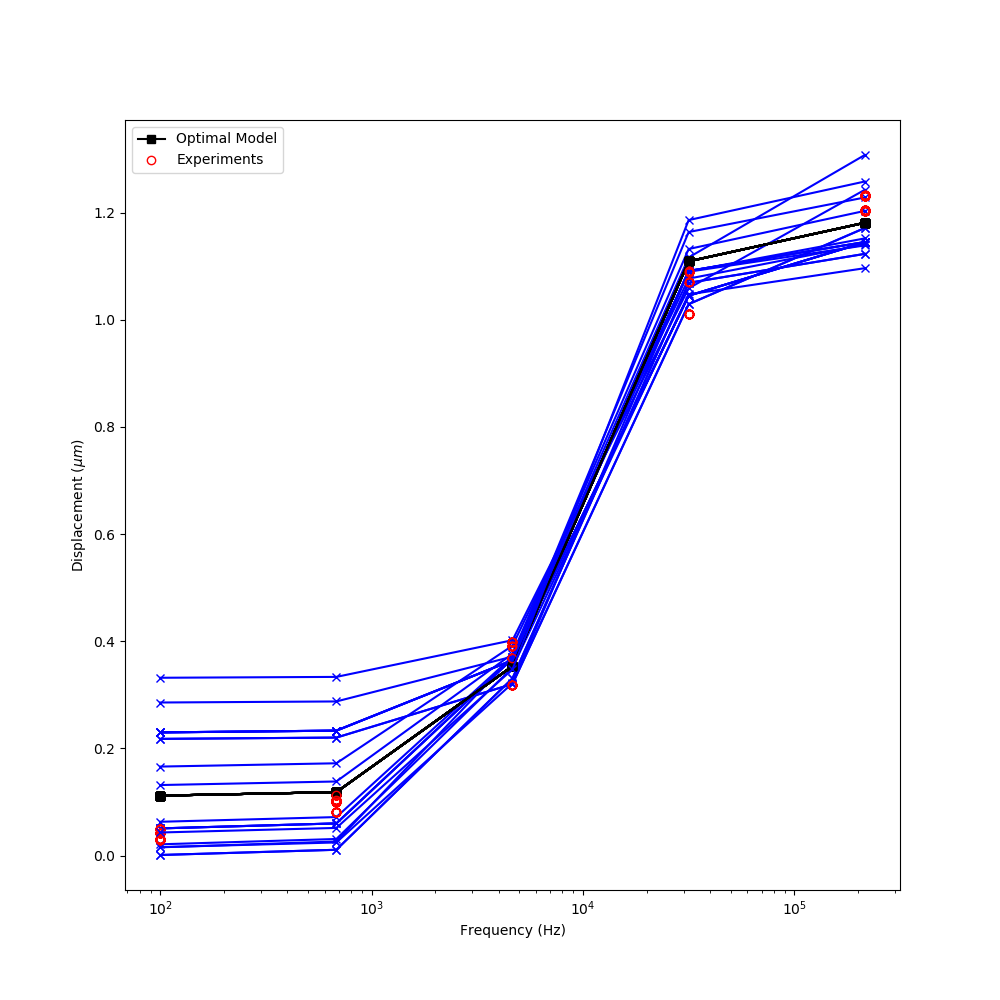 Optimal Model
Experiments
1.2
1.0
0.8
0.6
0.4
0.2
0.0
Displacement (μm)
10²
10³
10⁴
10⁵
Frequency (Hz)